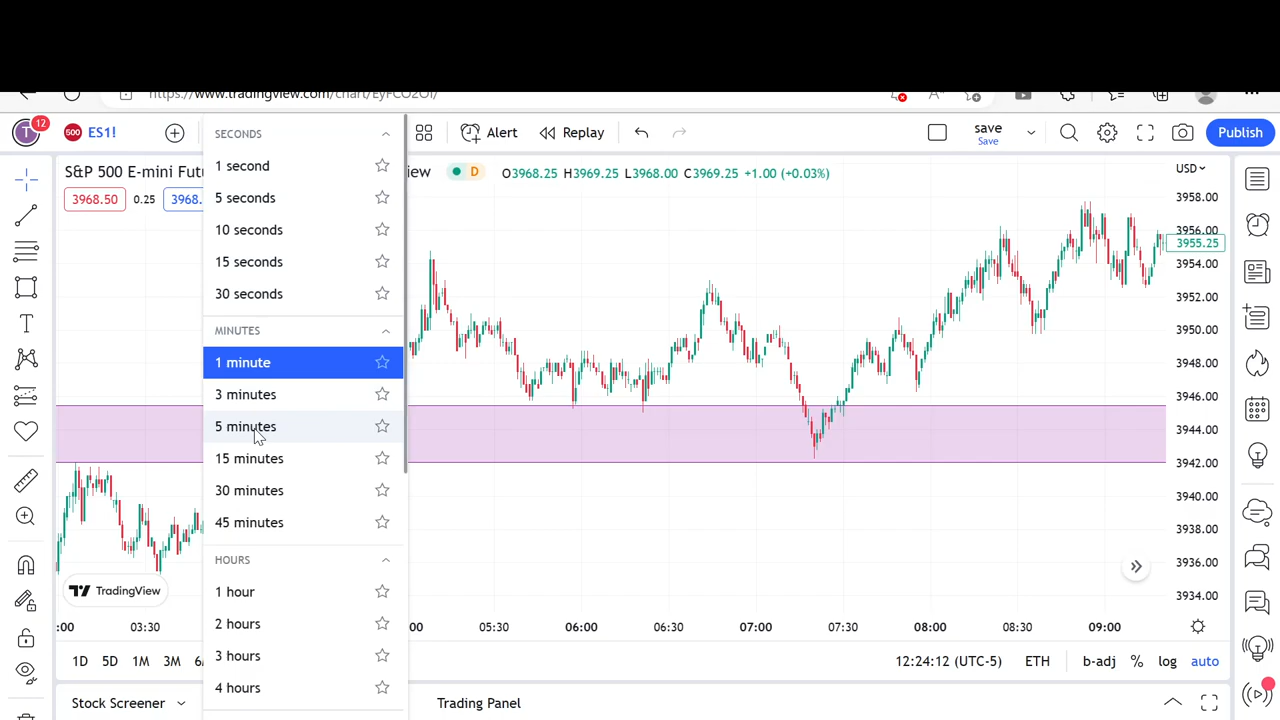 https://www.tradingview.com/chart/EyFCO2OI/
T 12 500 ES1! Alert Replay save Save Publish
S&P 500 E-mini Futu view D O3968.25 H3969.25 L3968.00 C3969.25 +1.00 (+0.03%)
3968.50 0.25 3968.
SECONDS
1 second
5 seconds
10 seconds
15 seconds
30 seconds
MINUTES
1 minute
3 minutes
5 minutes
15 minutes
30 minutes
45 minutes
HOURS
1 hour
2 hours
3 hours
4 hours
USD
3958.00
3956.00
3955.25
3954.00
3952.00
3950.00
3948.00
3946.00
3944.00
3942.00
3940.00
3938.00
3936.00
3934.00
TradingView
:00 03:30 00 05:30 06:00 06:30 07:00 07:30 08:00 08:30 09:00
1D 5D 1M 3M 6 12:24:12 (UTC-5) ETH b-adj % log auto
Stock Screener Trading Panel